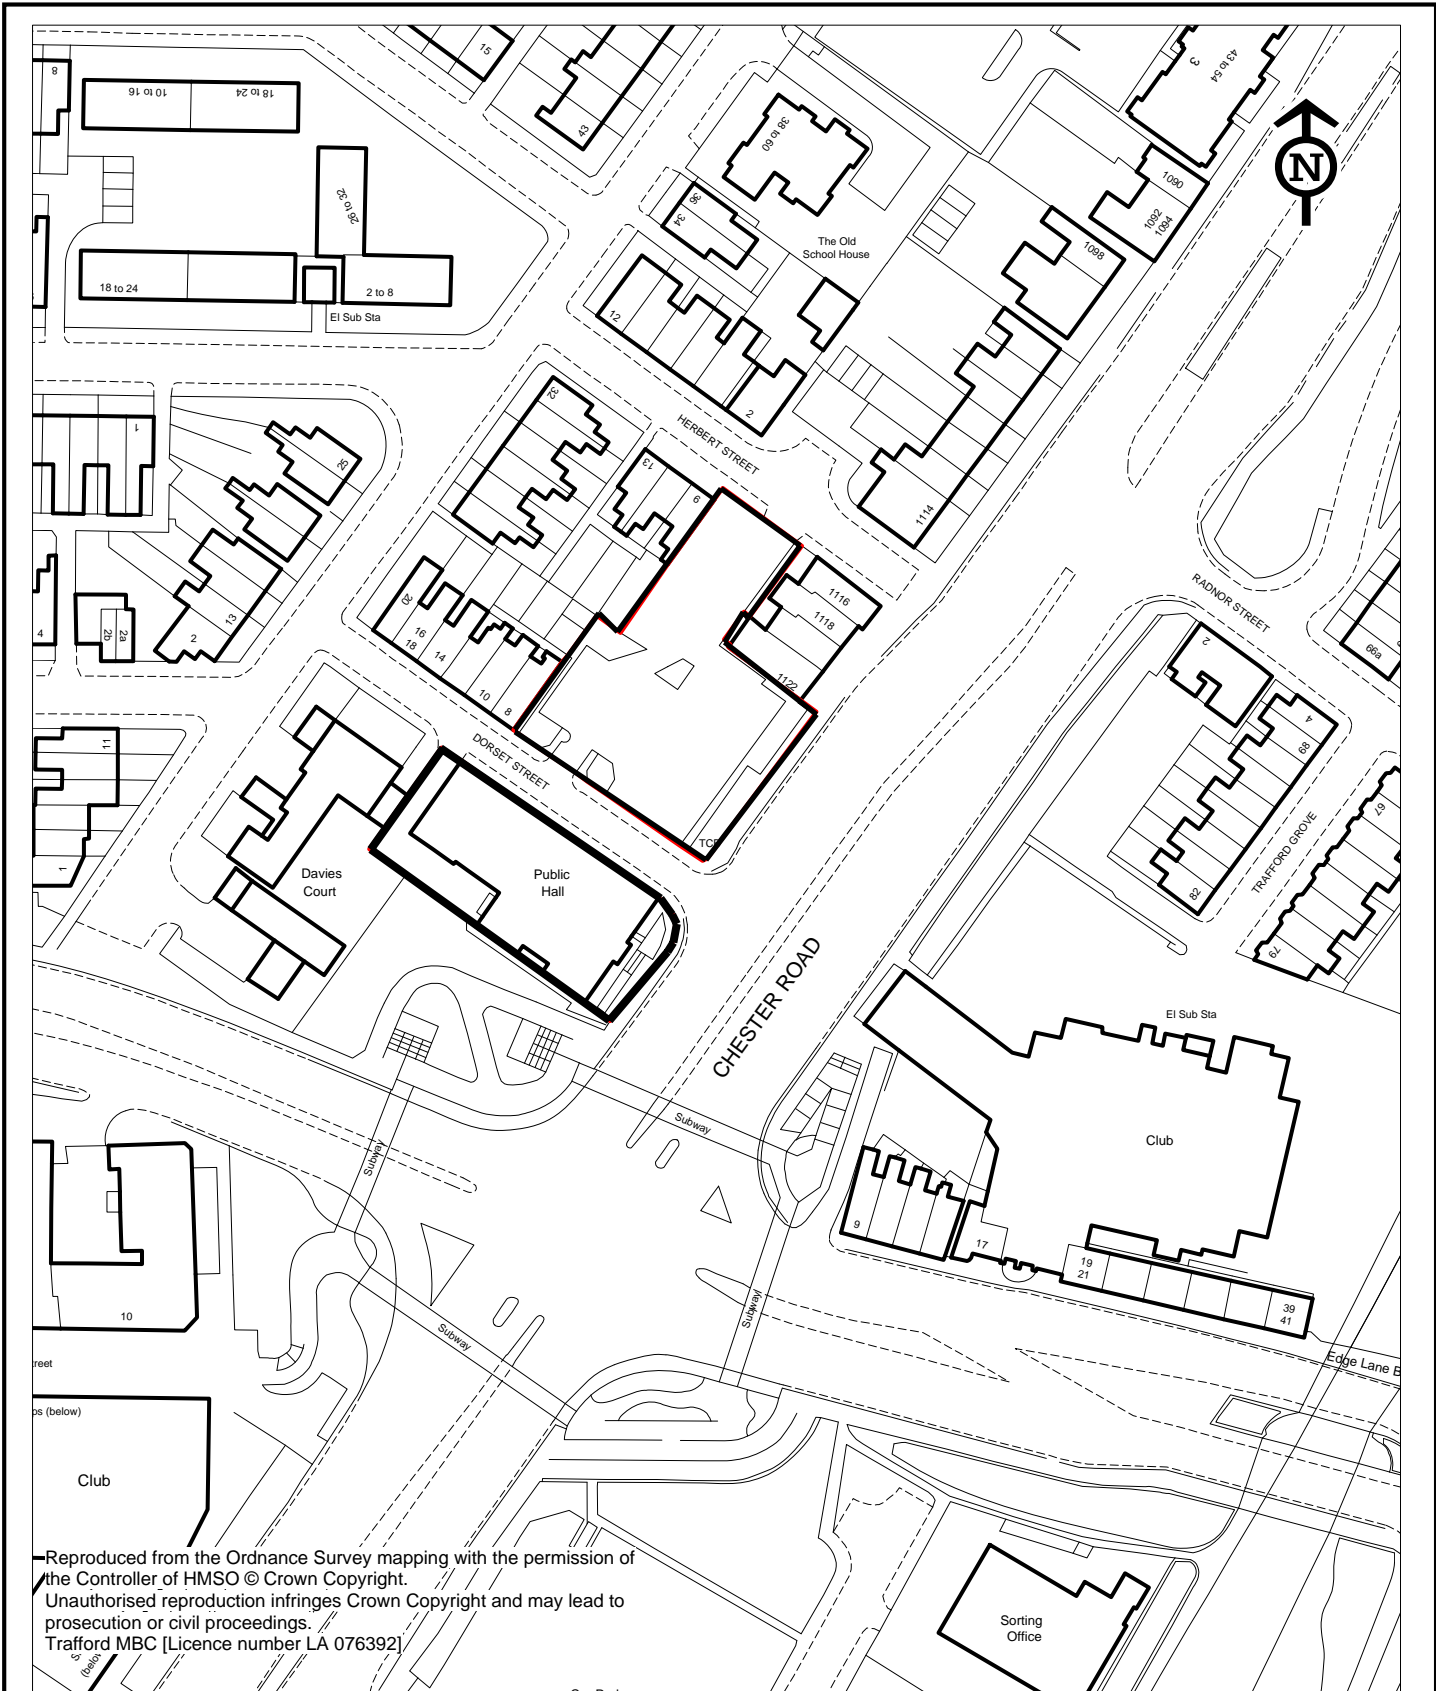 15
8
10 to 16
18 to 24
43
3
43 to 54
N
38 to 60
26 to 32
36
34
1090
1092
1094
The Old
School House
1098
18 to 24
2 to 8
El Sub Sta
12
2
32
HERBERT STREET
1
25
13
9
1114
RADNOR STREET
1116
1118
1122
20
16
18
14
10
8
4
2b
2a
2
13
2
66a
4
68
DORSET STREET
11
1
TCB
67
TRAFFORD GROVE
82
79
Davies
Court
Public
Hall
CHESTER ROAD
El Sub Sta
Club
Subway
Subway
9
17
19
21
39
41
10
Subway
Subway
Edge Lane B
reet
os (below)
Club
Reproduced from the Ordnance Survey mapping with the permission of
the Controller of HMSO © Crown Copyright.
Unauthorised reproduction infringes Crown Copyright and may lead to
prosecution or civil proceedings.
Trafford MBC [Licence number LA 076392]
Sorting
Office